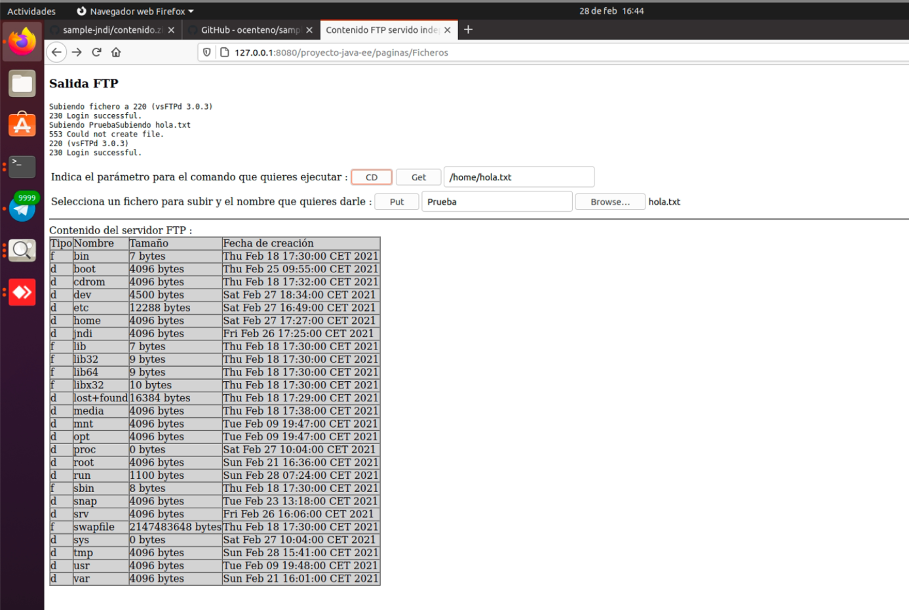 Actividades Navegador web Firefox 28 de feb 16:44
sample-jndi/contenido.z GitHub - ocenteno/samp Contenido FTP servido inde
127.0.0.1:8080/proyecto-java-ee/paginas/Ficheros
Salida FTP
Subiendo fichero a 220 (vsFTPd 3.0.3)
230 Login successful.
Subiendo PruebaSubiendo hola.txt
553 Could not create file.
220 (vsFTPd 3.0.3)
230 Login successful.
Indica el parámetro para el comando que quieres ejecutar : CD Get /home/hola.txt
9999
Selecciona un fichero para subir y el nombre que quieres darle : Put Prueba Browse... hola.txt
Contenido del servidor FTP :
Tipo Nombre Tamaño Fecha de creación
f bin 7 bytes Thu Feb 18 17:30:00 CET 2021
d boot 4096 bytes Thu Feb 25 09:55:00 CET 2021
d cdrom 4096 bytes Thu Feb 18 17:32:00 CET 2021
d dev 4500 bytes Sat Feb 27 18:34:00 CET 2021
d etc 12288 bytes Sat Feb 27 16:49:00 CET 2021
d home 4096 bytes Sat Feb 27 17:27:00 CET 2021
d jndi 4096 bytes Fri Feb 26 17:25:00 CET 2021
f lib 7 bytes Thu Feb 18 17:30:00 CET 2021
f lib32 9 bytes Thu Feb 18 17:30:00 CET 2021
f lib64 9 bytes Thu Feb 18 17:30:00 CET 2021
f libx32 10 bytes Thu Feb 18 17:30:00 CET 2021
d lost+found 16384 bytes Thu Feb 18 17:29:00 CET 2021
d media 4096 bytes Thu Feb 18 17:38:00 CET 2021
d mnt 4096 bytes Tue Feb 09 19:47:00 CET 2021
d opt 4096 bytes Tue Feb 09 19:47:00 CET 2021
d proc 0 bytes Sat Feb 27 10:04:00 CET 2021
d root 4096 bytes Sun Feb 21 16:36:00 CET 2021
d run 1100 bytes Sun Feb 28 07:24:00 CET 2021
f sbin 8 bytes Thu Feb 18 17:30:00 CET 2021
d snap 4096 bytes Tue Feb 23 13:18:00 CET 2021
d srv 4096 bytes Fri Feb 26 16:06:00 CET 2021
f swapfile 2147483648 bytes Thu Feb 18 17:30:00 CET 2021
d sys 0 bytes Sat Feb 27 10:04:00 CET 2021
d tmp 4096 bytes Sun Feb 28 15:41:00 CET 2021
d usr 4096 bytes Tue Feb 09 19:48:00 CET 2021
d var 4096 bytes Sun Feb 21 16:01:00 CET 2021